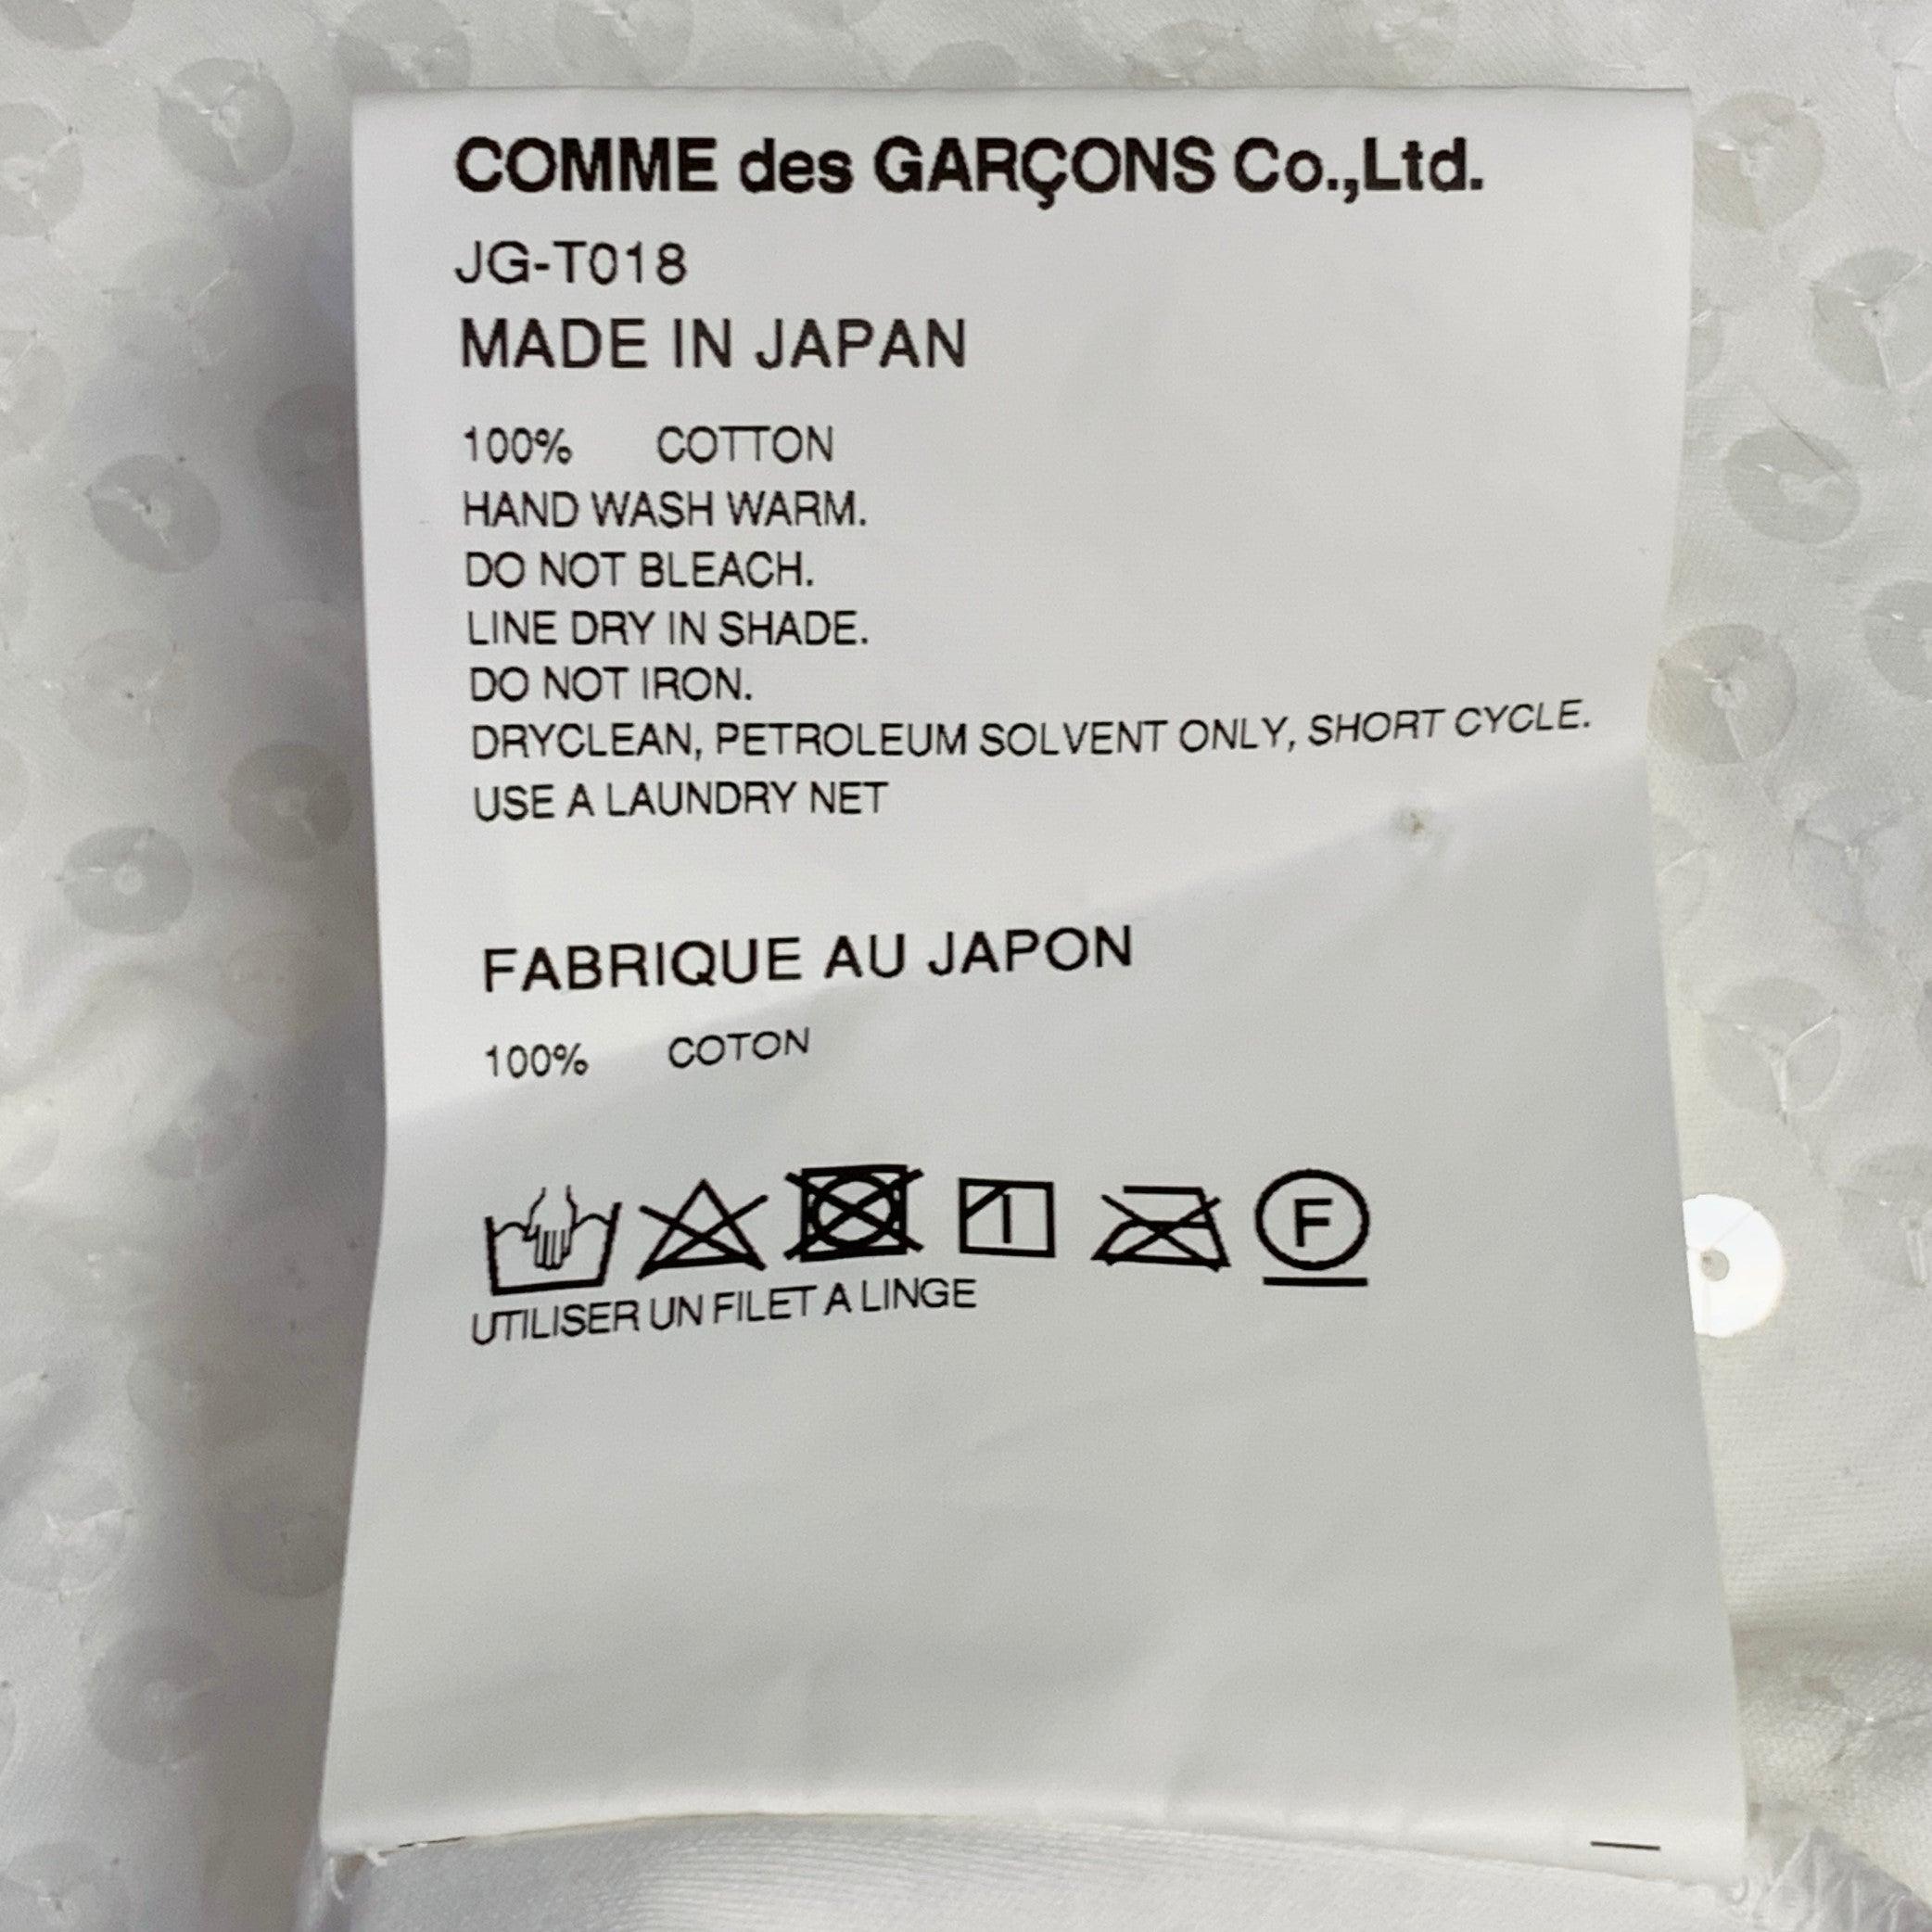 COMME des GARÇONS Co.,Ltd.
JG-T018
MADE IN JAPAN
100% COTTON
HAND WASH WARM.
DO NOT BLEACH.
LINE DRY IN SHADE.
DO NOT IRON.
DRYCLEAN, PETROLEUM SOLVENT ONLY, SHORT CYCLE.
USE A LAUNDRY NET
FABRIQUE AU JAPON
100% COTON
F
UTILISER UN FILET A LINGE